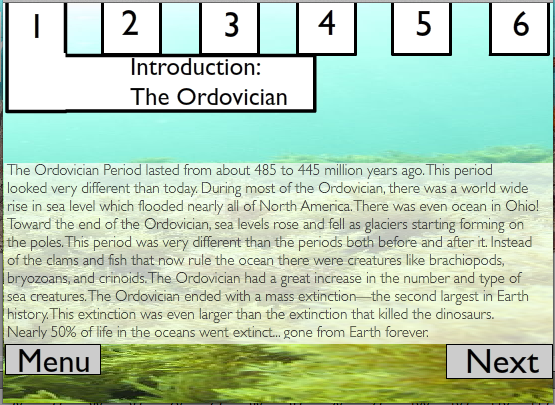 1 2 3 4 5 6
Introduction:
The Ordovician
The Ordovician Period lasted from about 485 to 445 million years ago. This period
looked very different than today. During most of the Ordovician, there was a world wide
rise in sea level which flooded nearly all of North America. There was even ocean in Ohio!
Toward the end of the Ordovician, sea levels rose and fell as glaciers starting forming on
the poles. This period was very different than the periods both before and after it. Instead
of the clams and fish that now rule the ocean there were creatures like brachiopods,
bryozoans, and crinoids. The Ordovician had a great increase in the number and type of
sea creatures. The Ordovician ended with a mass extinction—the second largest in Earth
history. This extinction was even larger than the extinction that killed the dinosaurs.
Nearly 50% of life in the oceans went extinct... gone from Earth forever.
Menu Next